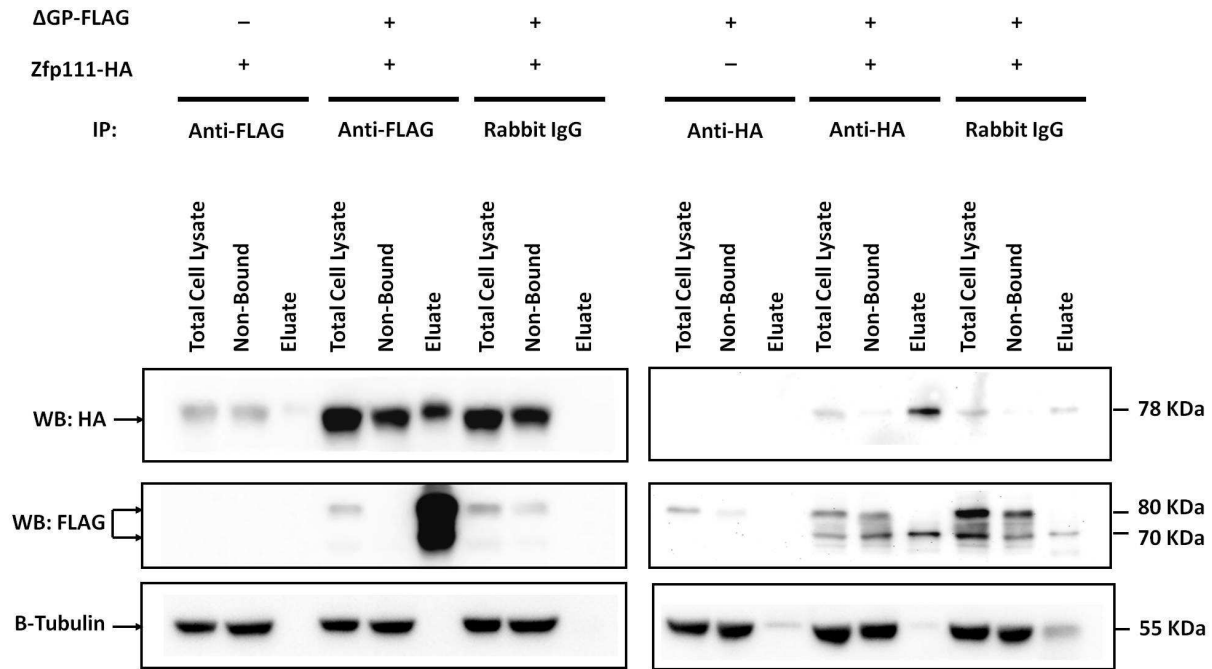 ΔGP-FLAG – + + + + +
Zfp111-HA + + + – + +
IP: Anti-FLAG Anti-FLAG Rabbit IgG Anti-HA Anti-HA Rabbit IgG
Total Cell Lysate Non-Bound Eluate Total Cell Lysate Non-Bound Eluate Total Cell Lysate Non-Bound Eluate Total Cell Lysate Non-Bound Eluate Total Cell Lysate Non-Bound Eluate Total Cell Lysate Non-Bound Eluate
WB: HA 78 KDa
WB: FLAG 80 KDa
70 KDa
B-Tubulin 55 KDa